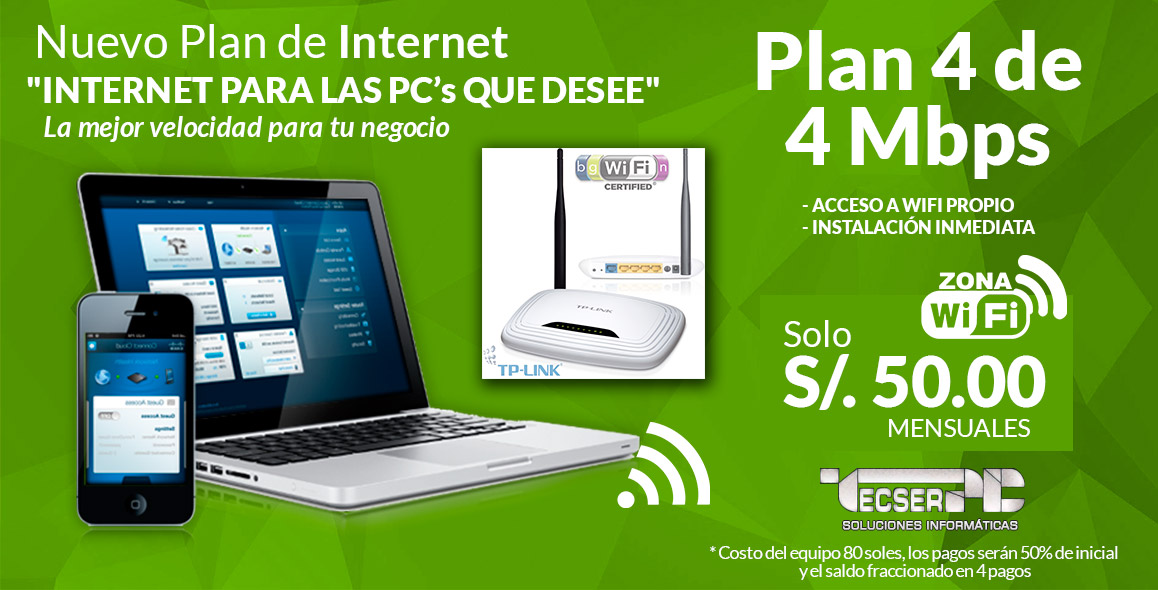 Nuevo Plan de Internet
"INTERNET PARA LAS PC's QUE DESEE"
La mejor velocidad para tu negocio
Plan 4 de
4 Mbps
- ACCESO A WIFI PROPIO
- INSTALACIÓN INMEDIATA
b g WiFi n
CERTIFIED®
TP-LINK
TP-LINK®
ZONA
WiFi
Solo
S/. 50.00
MENSUALES
TECSERPC
SOLUCIONES INFORMÁTICAS
* Costo del equipo 80 soles, los pagos serán 50% de inicial
y el saldo fraccionado en 4 pagos